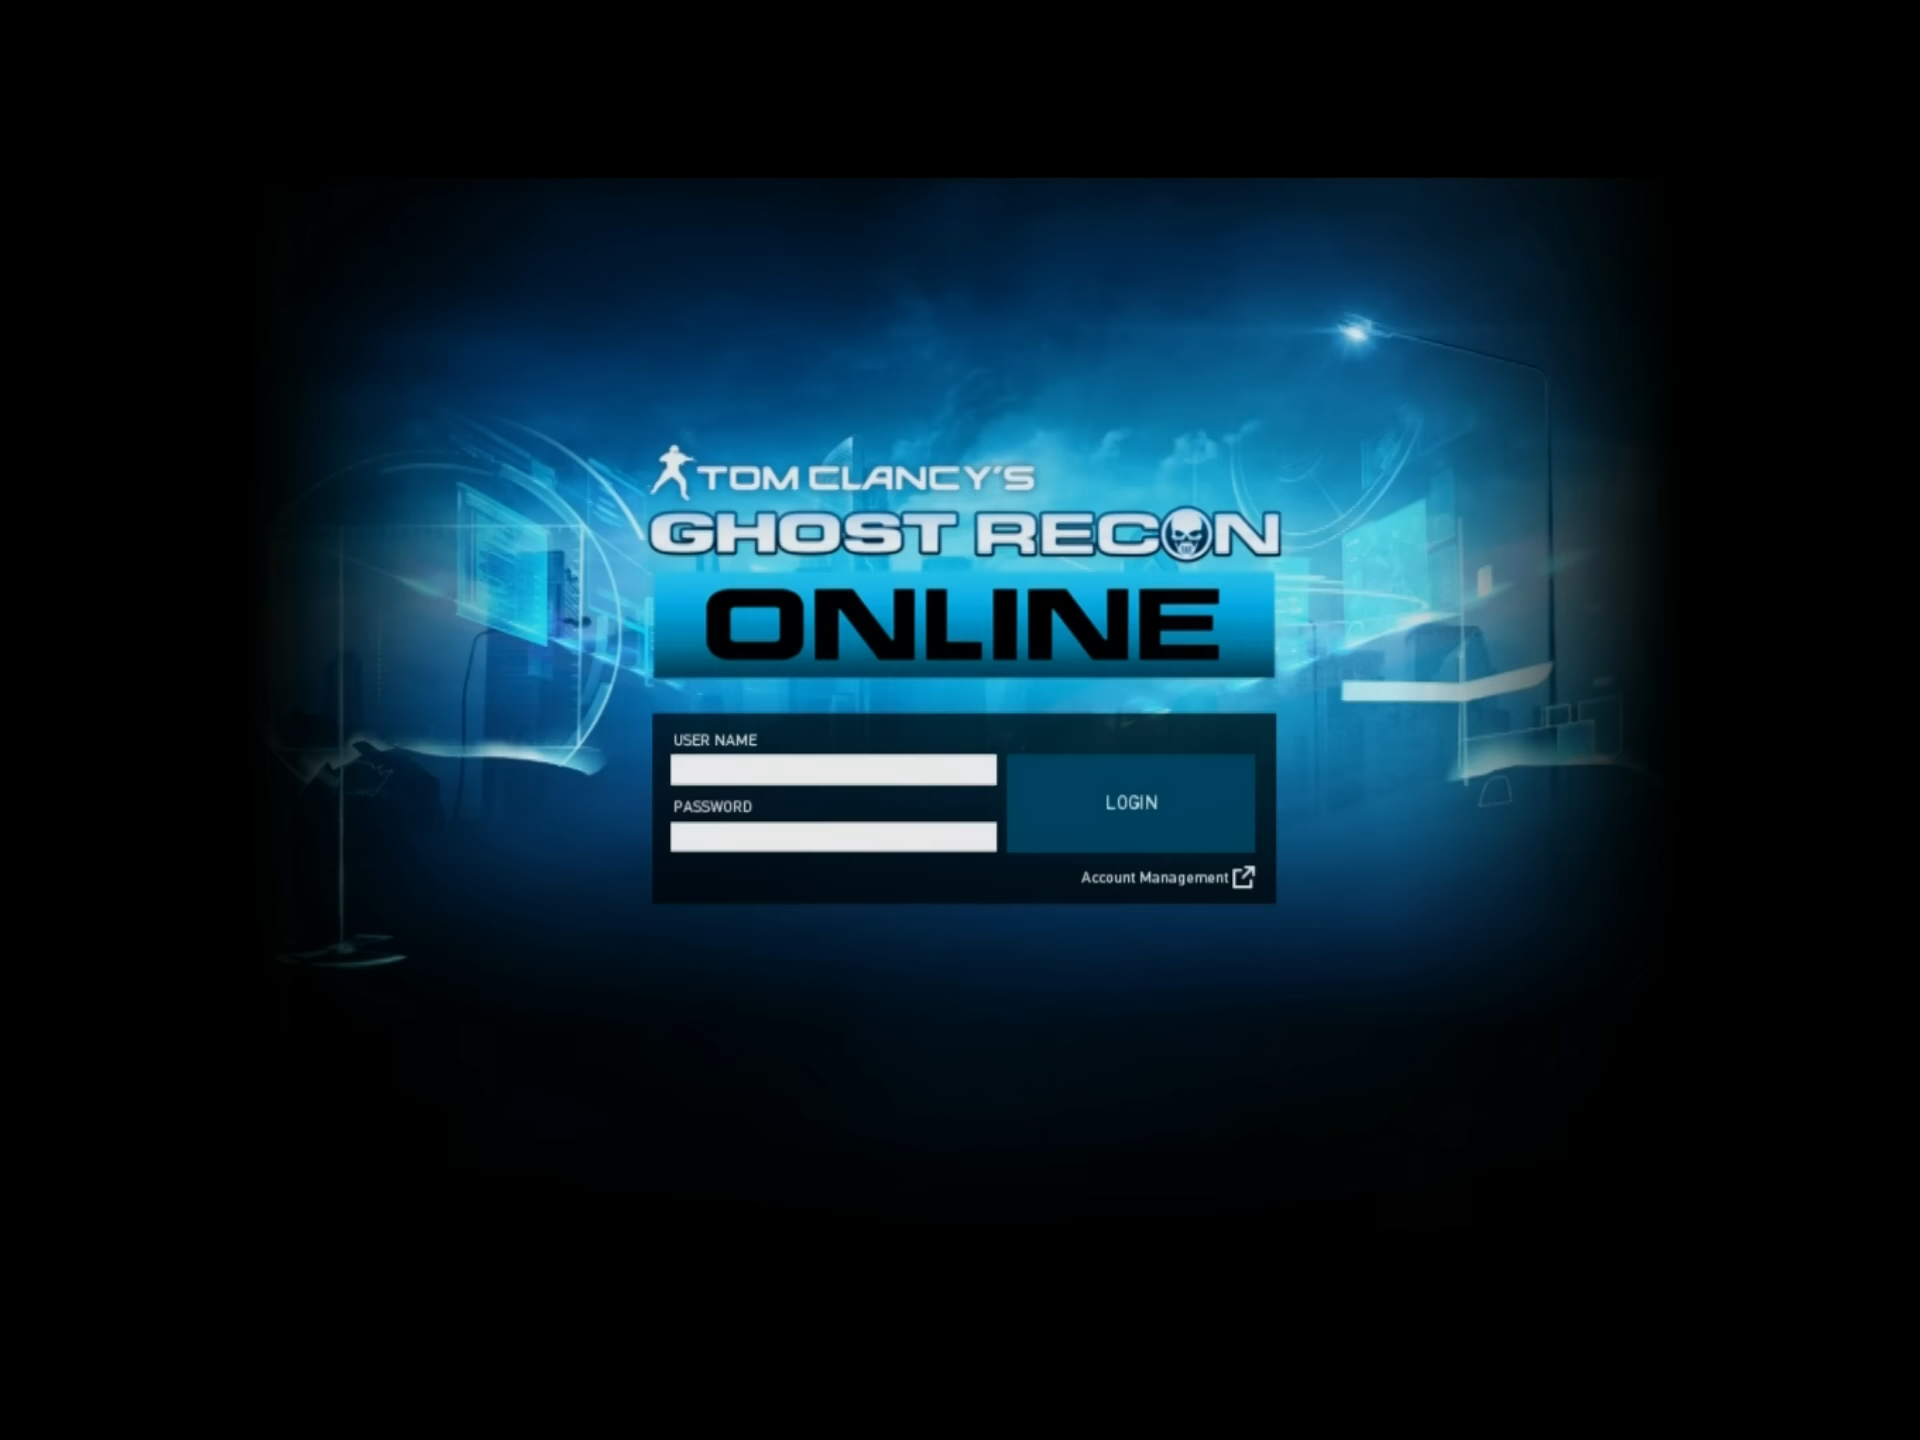 TOM CLANCY'S
GHOST RECON
ONLINE
USER NAME
PASSWORD
LOGIN
Account Management